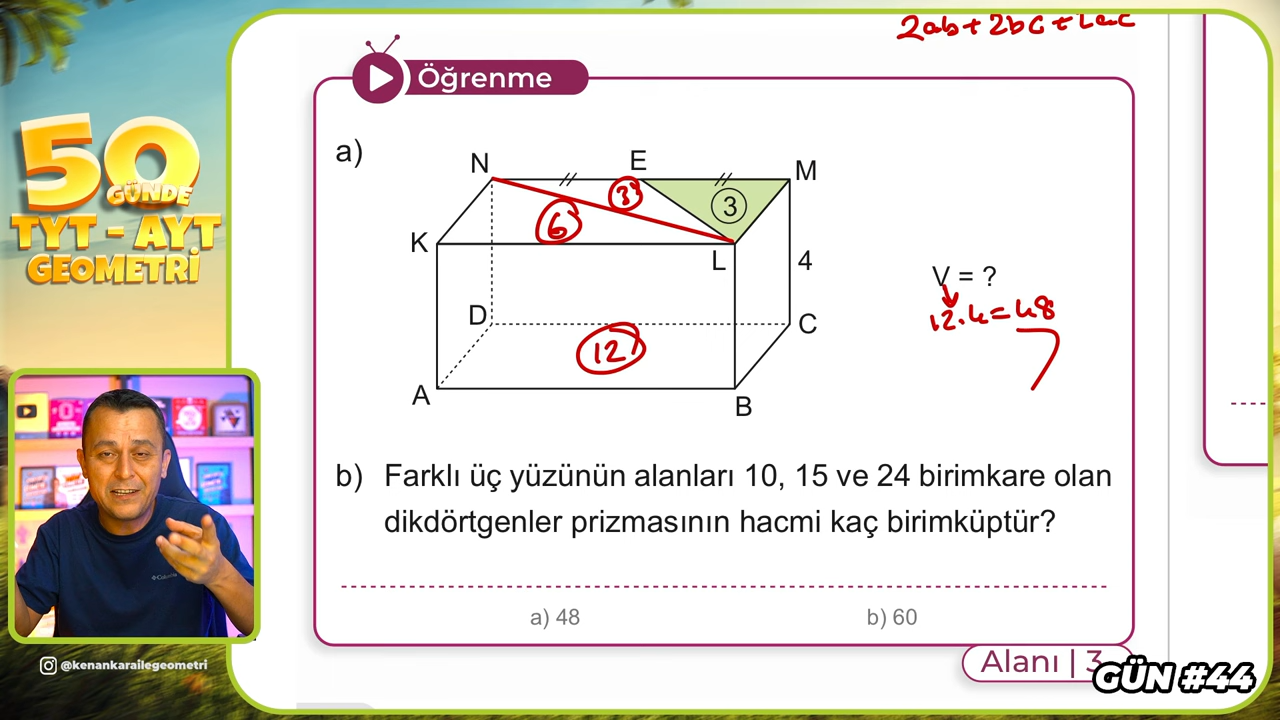 2ab+2bc+2ac
Öğrenme
50
GÜNDE
TYT - AYT
GEOMETRİ
a)
N
E
M
3
3
6
K
L
4
V = ?
12.4=48
D
C
12
A
B
b) Farklı üç yüzünün alanları 10, 15 ve 24 birimkare olan
dikdörtgenler prizmasının hacmi kaç birimküptür?
a) 48
b) 60
Alanı | 3
GÜN #44
Columbia
@kenankarailegeometri